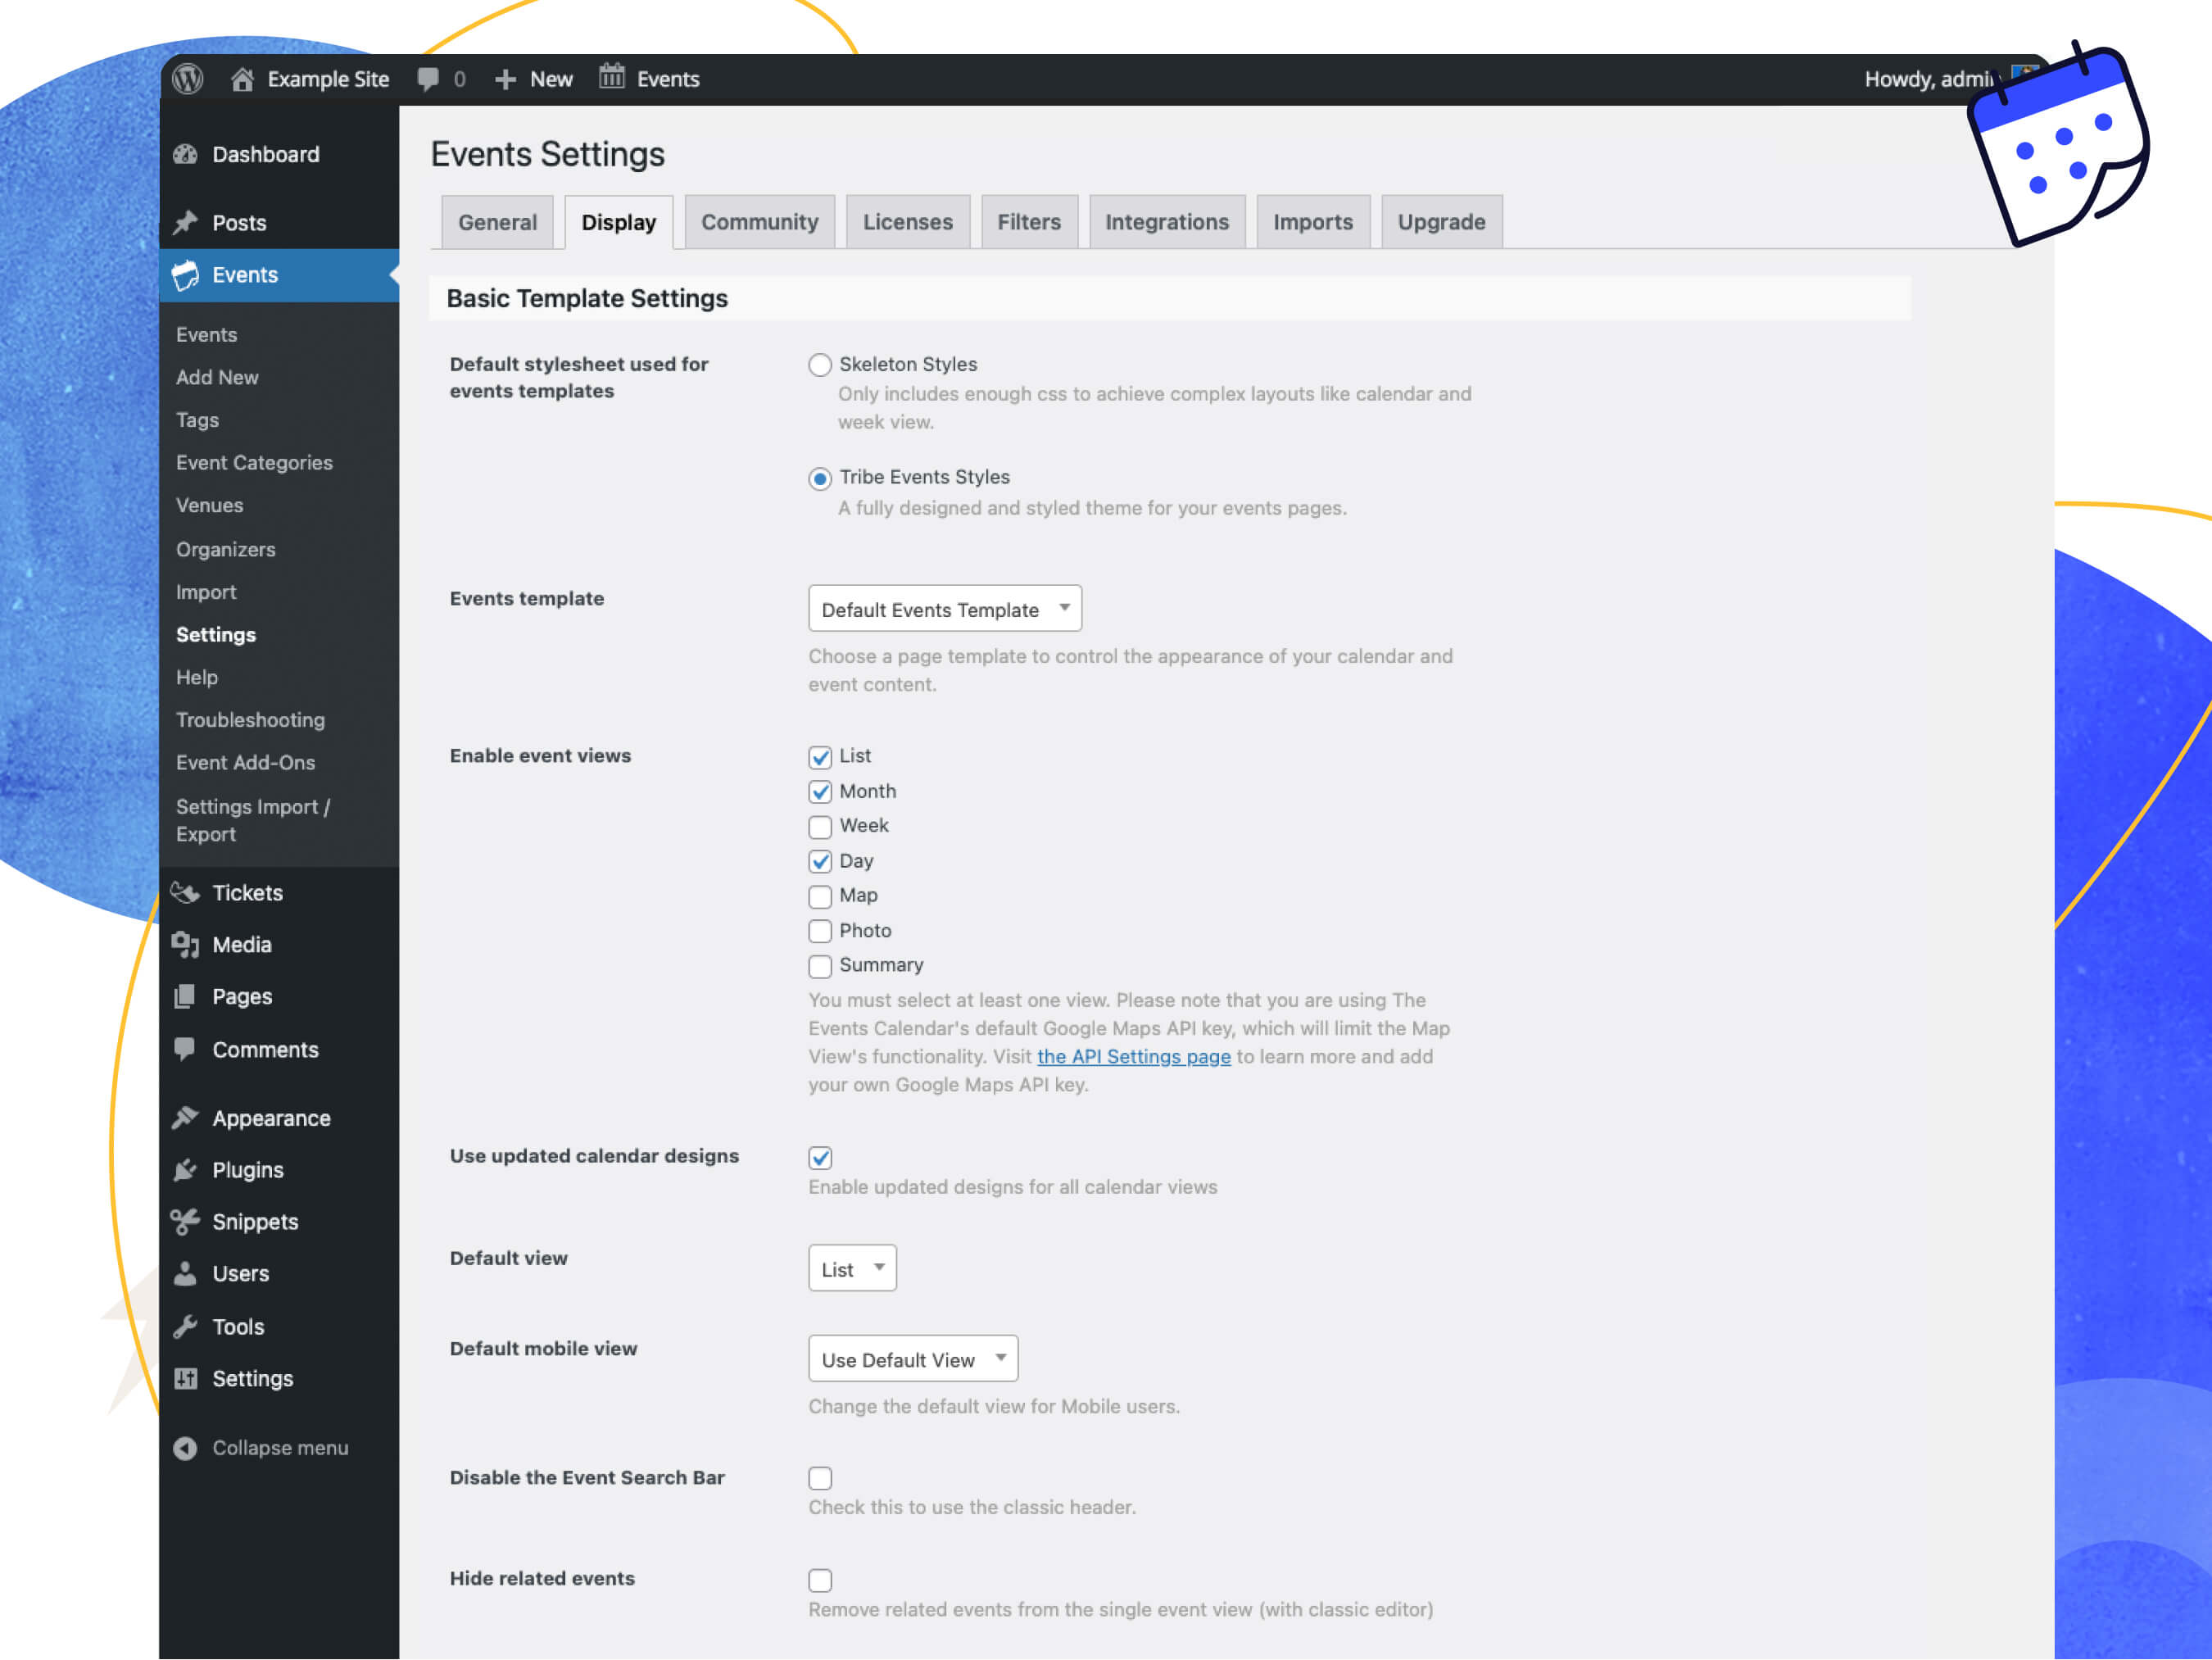 Example Site 0 New Events Howdy, admin
Dashboard
Posts
Events
Events
Add New
Tags
Event Categories
Venues
Organizers
Import
Settings
Help
Troubleshooting
Event Add-Ons
Settings Import /
Export
Tickets
Media
Pages
Comments
Appearance
Plugins
Snippets
Users
Tools
Settings
Collapse menu
Events Settings
General Display Community Licenses Filters Integrations Imports Upgrade
Basic Template Settings
Default stylesheet used for
events templates
Skeleton Styles
Only includes enough css to achieve complex layouts like calendar and
week view.
Tribe Events Styles
A fully designed and styled theme for your events pages.
Events template
Default Events Template
Choose a page template to control the appearance of your calendar and
event content.
Enable event views
List
Month
Week
Day
Map
Photo
Summary
You must select at least one view. Please note that you are using The
Events Calendar's default Google Maps API key, which will limit the Map
View's functionality. Visit the API Settings page to learn more and add
your own Google Maps API key.
Use updated calendar designs
Enable updated designs for all calendar views
Default view
List
Default mobile view
Use Default View
Change the default view for Mobile users.
Disable the Event Search Bar
Check this to use the classic header.
Hide related events
Remove related events from the single event view (with classic editor)